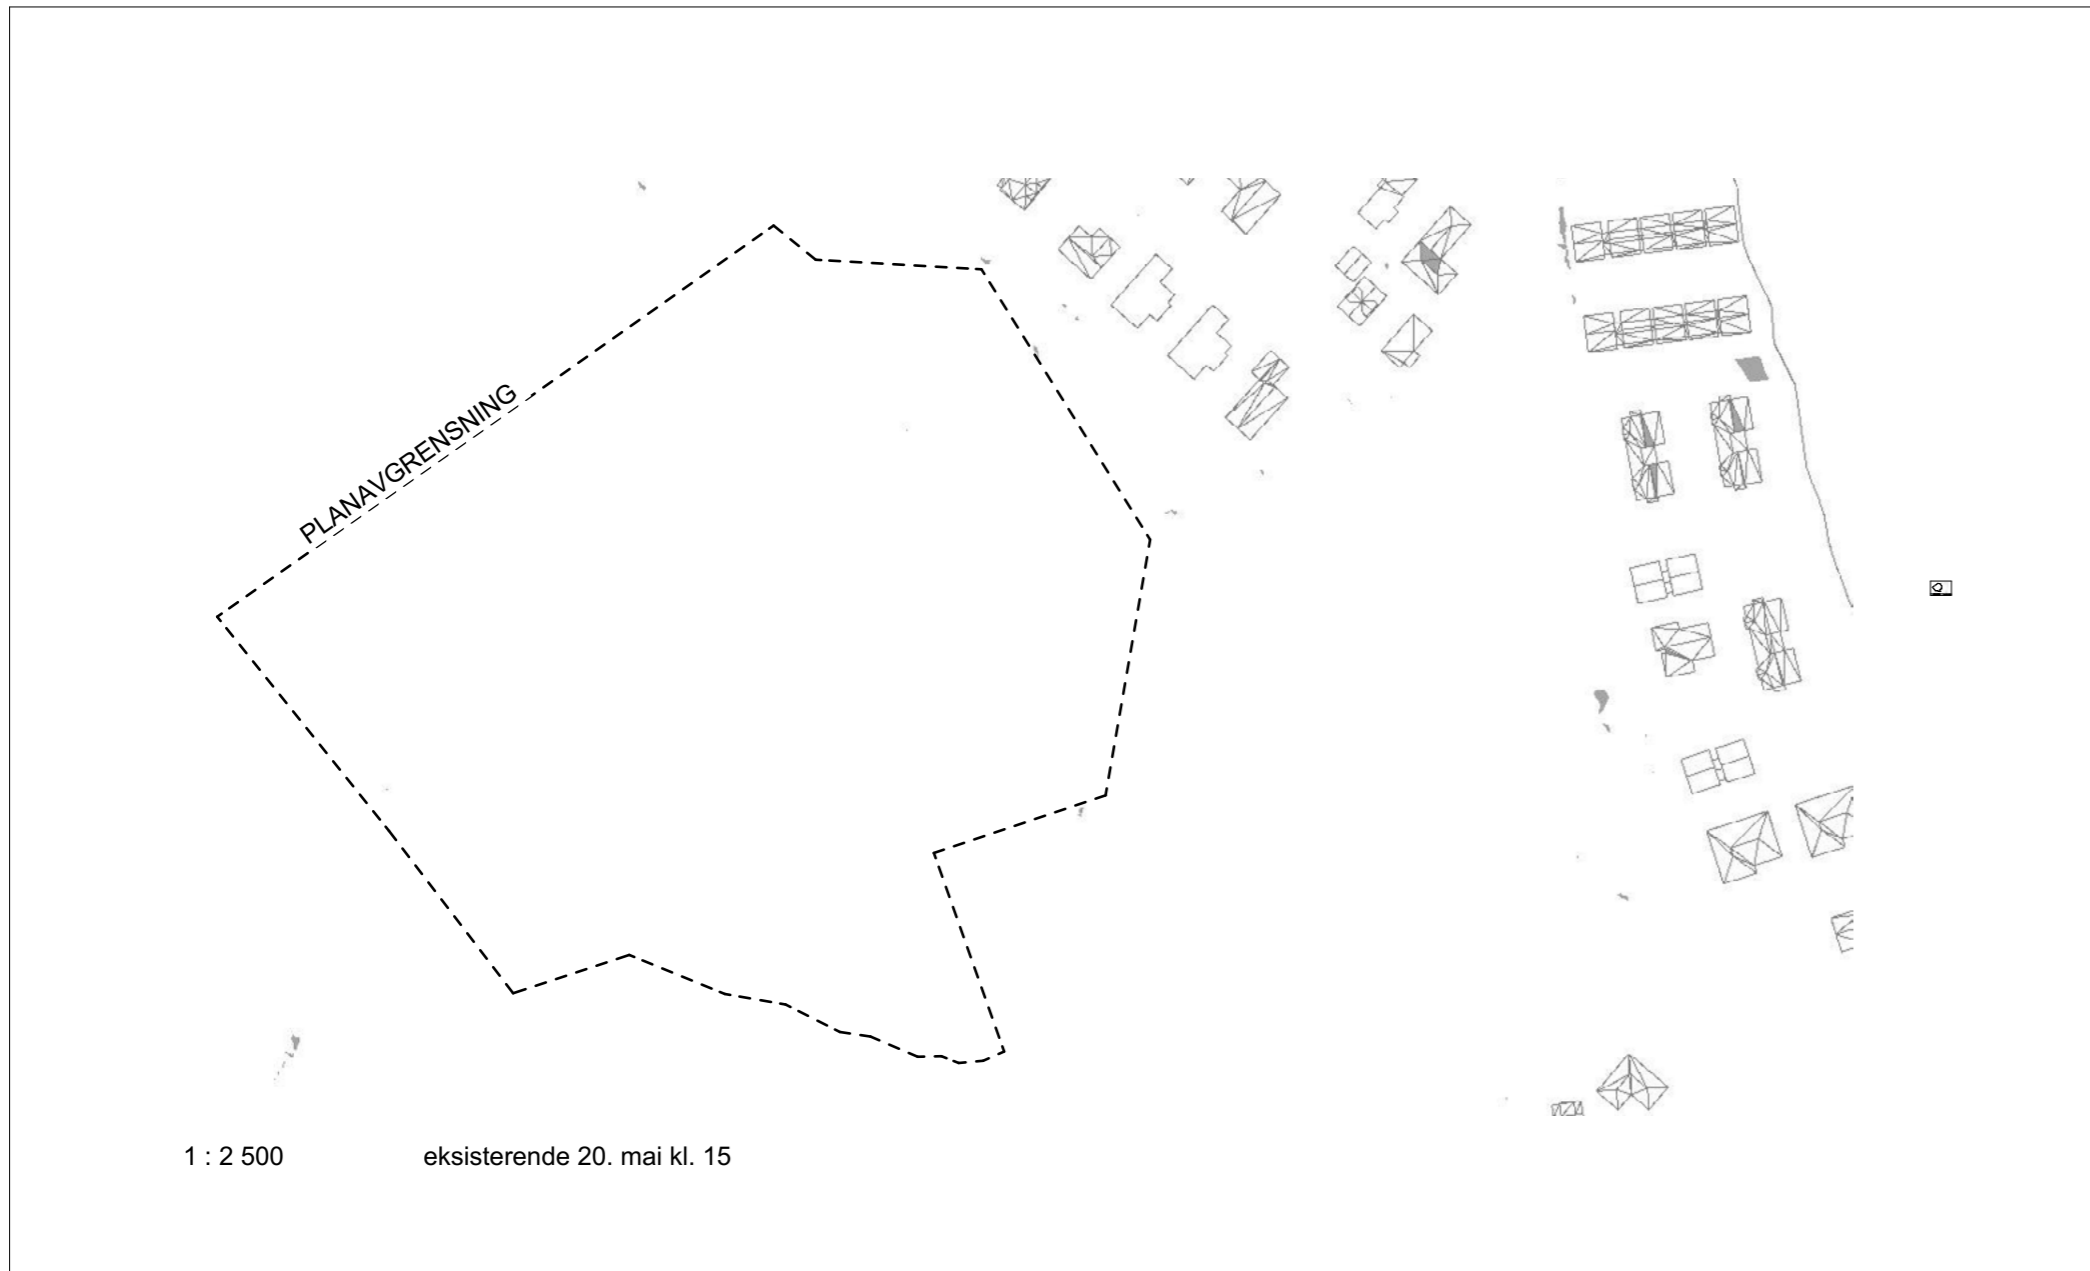 PLANAVGRENSNING
1 : 2 500 eksisterende 20. mai kl. 15